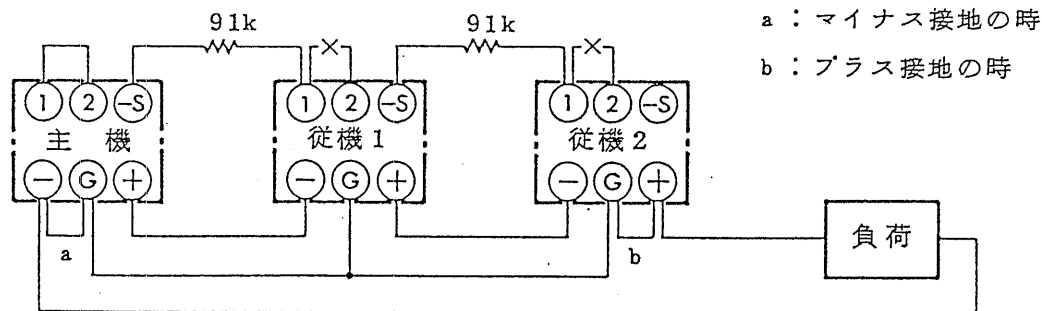 91k
91k
a：マイナス接地の時
b：プラス接地の時
1 2 -S
1 2 -S
1 2 -S
主 機
従機1
従機2
- G +
- G +
- G +
a
b
負荷